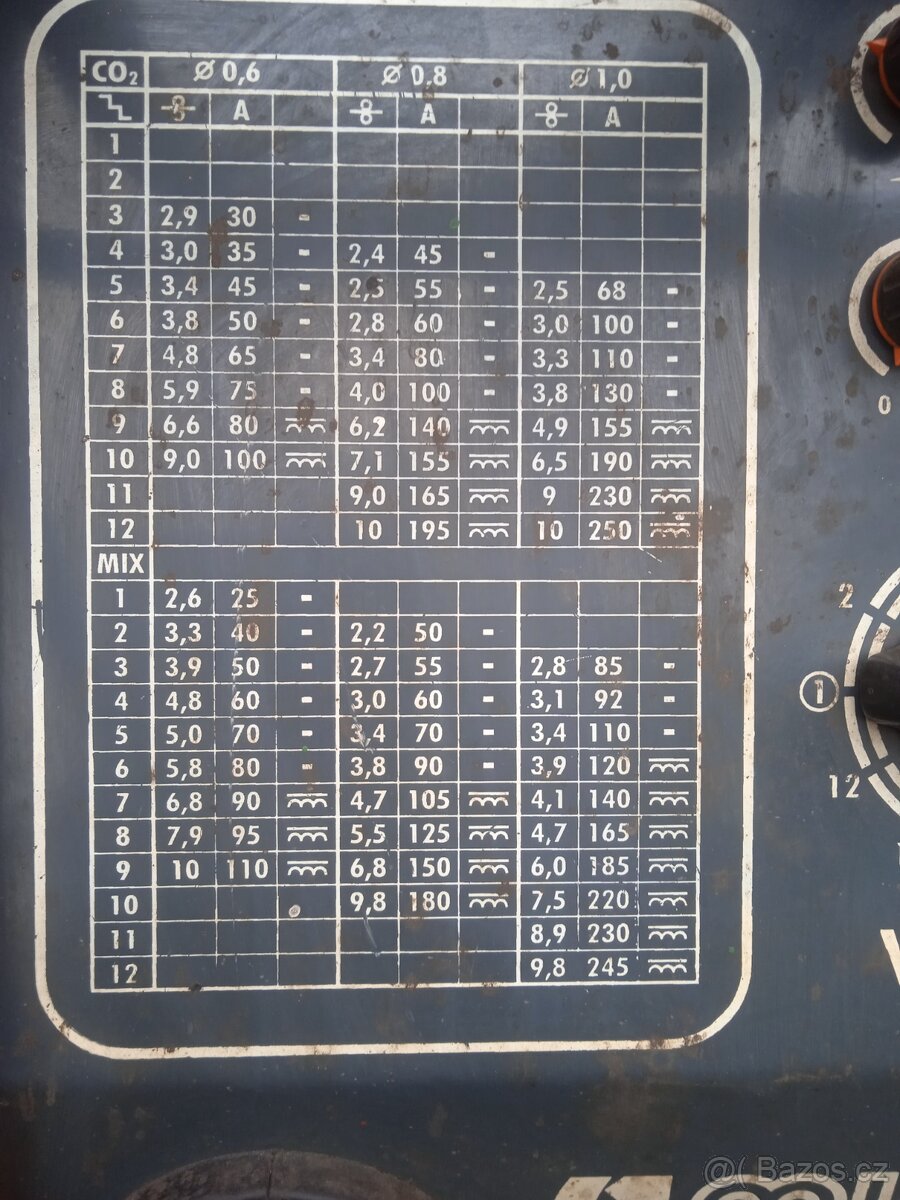 CO₂ ⌀ 0,6 ⌀ 0,8 ⌀ 1,0
A A A
1
2
3 2,9 30 -
4 3,0 35 - 2,4 45 -
5 3,4 45 - 2,5 55 - 2,5 68 -
6 3,8 50 - 2,8 60 - 3,0 100 -
7 4,8 65 - 3,4 80 - 3,3 110 -
8 5,9 75 - 4,0 100 - 3,8 130 -
9 6,6 80 6,2 140 4,9 155
10 9,0 100 7,1 155 6,5 190
11 9,0 165 9 230
12 10 195 10 250
MIX
1 2,6 25 -
2 3,3 40 - 2,2 50 -
3 3,9 50 - 2,7 55 - 2,8 85 -
4 4,8 60 - 3,0 60 - 3,1 92 -
5 5,0 70 - 3,4 70 - 3,4 110 -
6 5,8 80 - 3,8 90 - 3,9 120
7 6,8 90 4,7 105 4,1 140
8 7,9 95 5,5 125 4,7 165
9 10 110 6,8 150 6,0 185
10 9,8 180 7,5 220
11 8,9 230
12 9,8 245
0
2
1
12
@( Bazos.cz